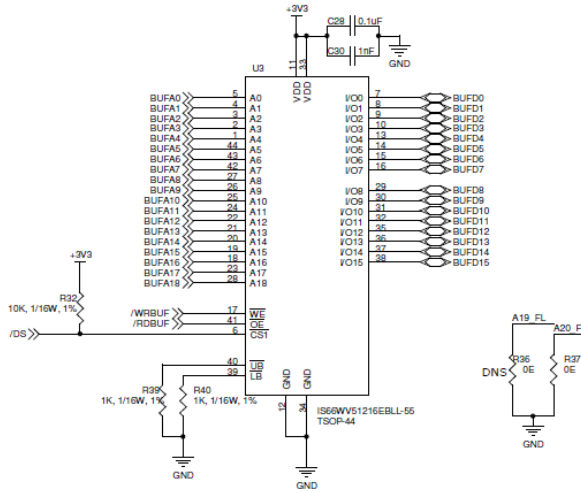 +3V3
C28 0.1uF
C30 1nF
GND
U3
11 33
VDD VDD
BUFA0 5 A0 I/O0 7 BUFD0
BUFA1 4 A1 I/O1 8 BUFD1
BUFA2 3 A2 I/O2 9 BUFD2
BUFA3 2 A3 I/O3 10 BUFD3
BUFA4 1 A4 I/O4 13 BUFD4
BUFA5 44 A5 I/O5 14 BUFD5
BUFA6 43 A6 I/O6 15 BUFD6
BUFA7 42 A7 I/O7 16 BUFD7
BUFA8 27 A8
BUFA9 26 A9 I/O8 29 BUFD8
BUFA10 25 A10 I/O9 30 BUFD9
BUFA11 24 A11 I/O10 31 BUFD10
BUFA12 22 A12 I/O11 32 BUFD11
BUFA13 21 A13 I/O12 35 BUFD12
BUFA14 20 A14 I/O13 36 BUFD13
BUFA15 19 A15 I/O14 37 BUFD14
BUFA16 18 A16 I/O15 38 BUFD15
BUFA17 23 A17
BUFA18 28 A18
+3V3
R32
10K, 1/16W, 1%
/WRBUF 17 WE
/RDBUF 41 OE
/DS 6 CS1
40 UB
39 LB
R39
1K, 1/16W, 1%
R40
1K, 1/16W, 1%
GND
GND GND
12 34
GND
IS66WV51216EBLL-55
TSOP-44
A19_FL
A20_F
R36
0E
DNS
R37
0E
GND